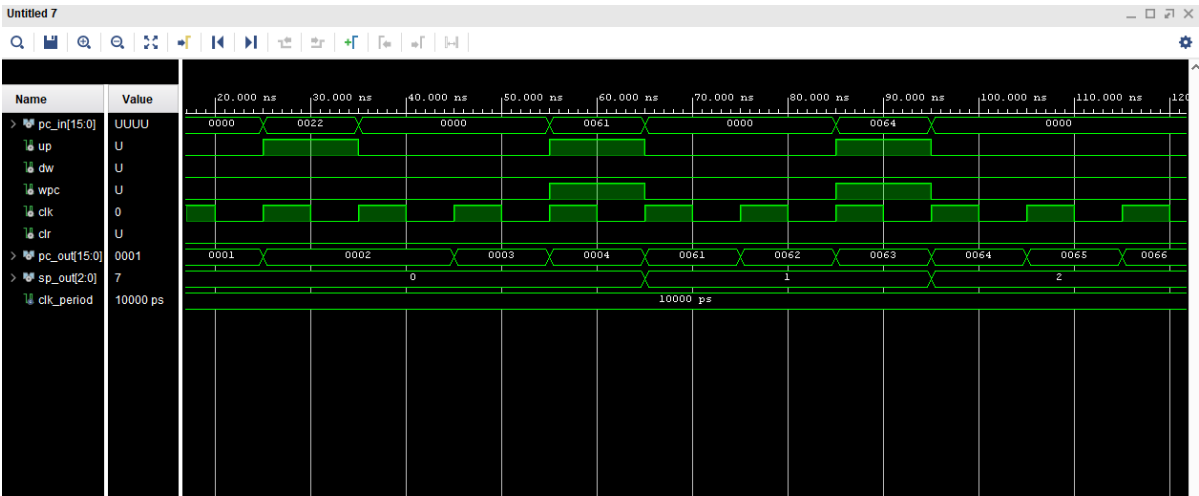 Untitled 7
Name Value
20.000 ns 30.000 ns 40.000 ns 50.000 ns 60.000 ns 70.000 ns 80.000 ns 90.000 ns 100.000 ns 110.000 ns 120
pc_in[15:0] UUUU 0000 0022 0000 0061 0000 0064 0000
up U
dw U
wpc U
clk 0
clr U
pc_out[15:0] 0001 0001 0002 0003 0004 0061 0062 0063 0064 0065 0066
sp_out[2:0] 7 0 1 2
clk_period 10000 ps 10000 ps